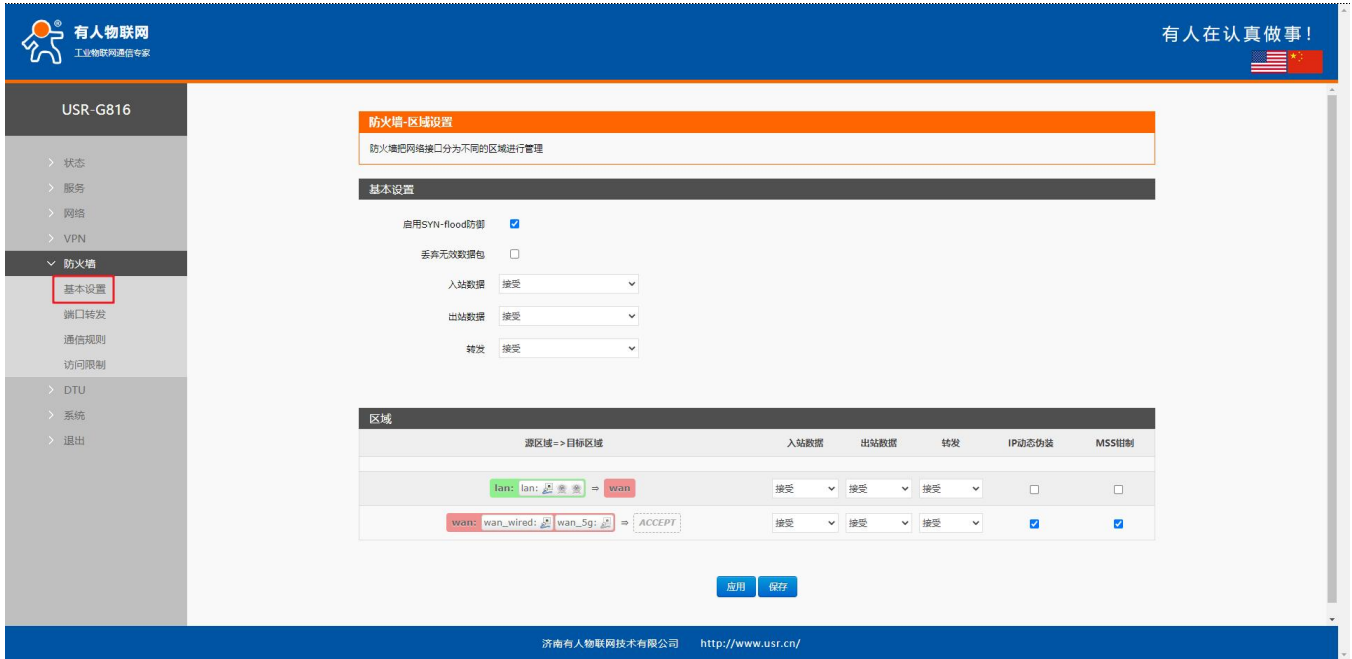 有人物联网
工业物联网通信专家
有人在认真做事!
USR-G816
状态
服务
网络
VPN
防火墙
基本设置
端口转发
通信规则
访问限制
DTU
系统
退出
防火墙-区域设置
防火墙把网络接口分为不同的区域进行管理
基本设置
启用SYN-flood防御
丢弃无效数据包
入站数据 接受
出站数据 接受
转发 接受
区域
源区域=>目标区域 入站数据 出站数据 转发 IP动态伪装 MSS钳制
lan: lan: ⇒ wan 接受 接受 接受
wan: wan_wired: wan_5g: ⇒ ACCEPT 接受 接受 接受
应用 保存
济南有人物联网技术有限公司 http://www.usr.cn/